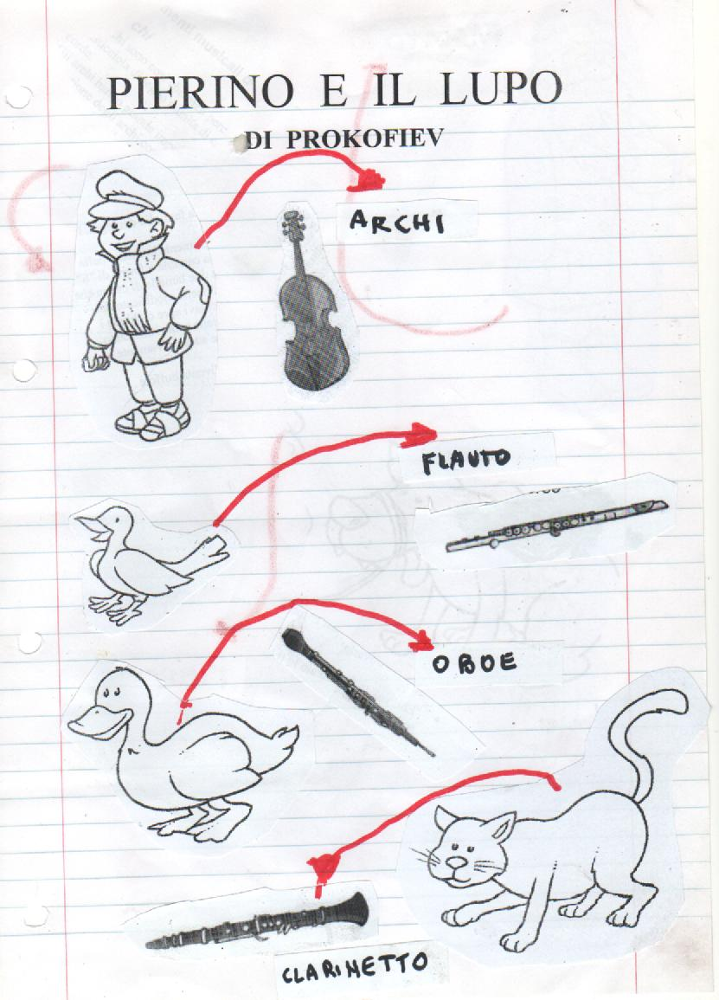 PIERINO E IL LUPO
DI PROKOFIEV
ARCHI
FLAUTO
OBOE
CLARINETTO